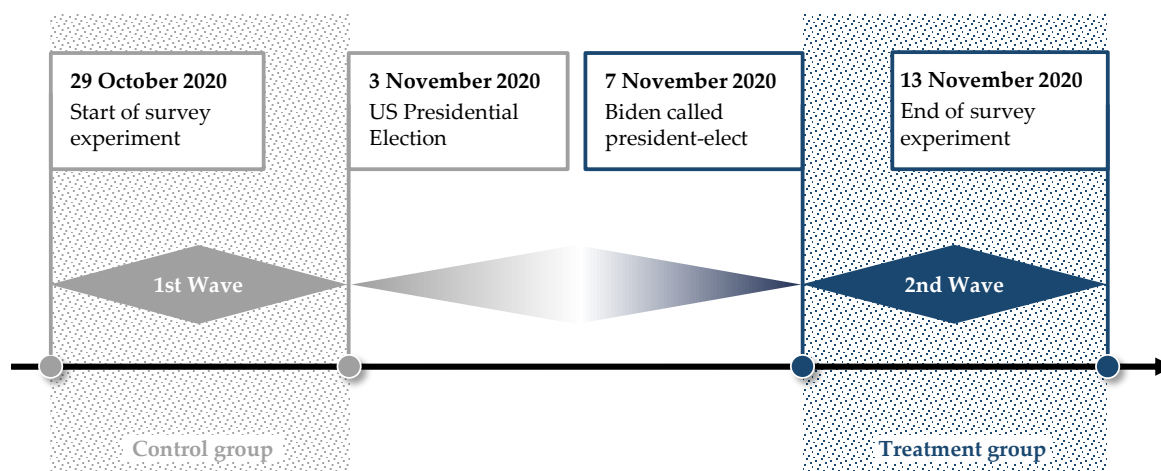 29 October 2020
Start of survey
experiment
3 November 2020
US Presidential
Election
7 November 2020
Biden called
president-elect
13 November 2020
End of survey
experiment
1st Wave
2nd Wave
Control group
Treatment group